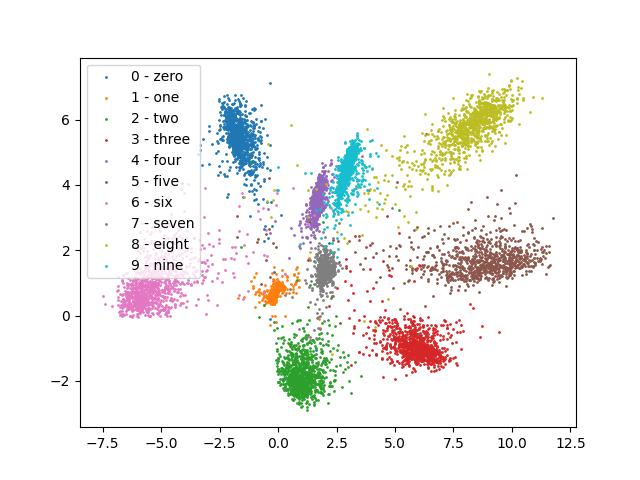 0 - zero
1 - one
2 - two
3 - three
4 - four
5 - five
6 - six
7 - seven
8 - eight
9 - nine
6
4
2
0
−2
−7.5 −5.0 −2.5 0.0 2.5 5.0 7.5 10.0 12.5